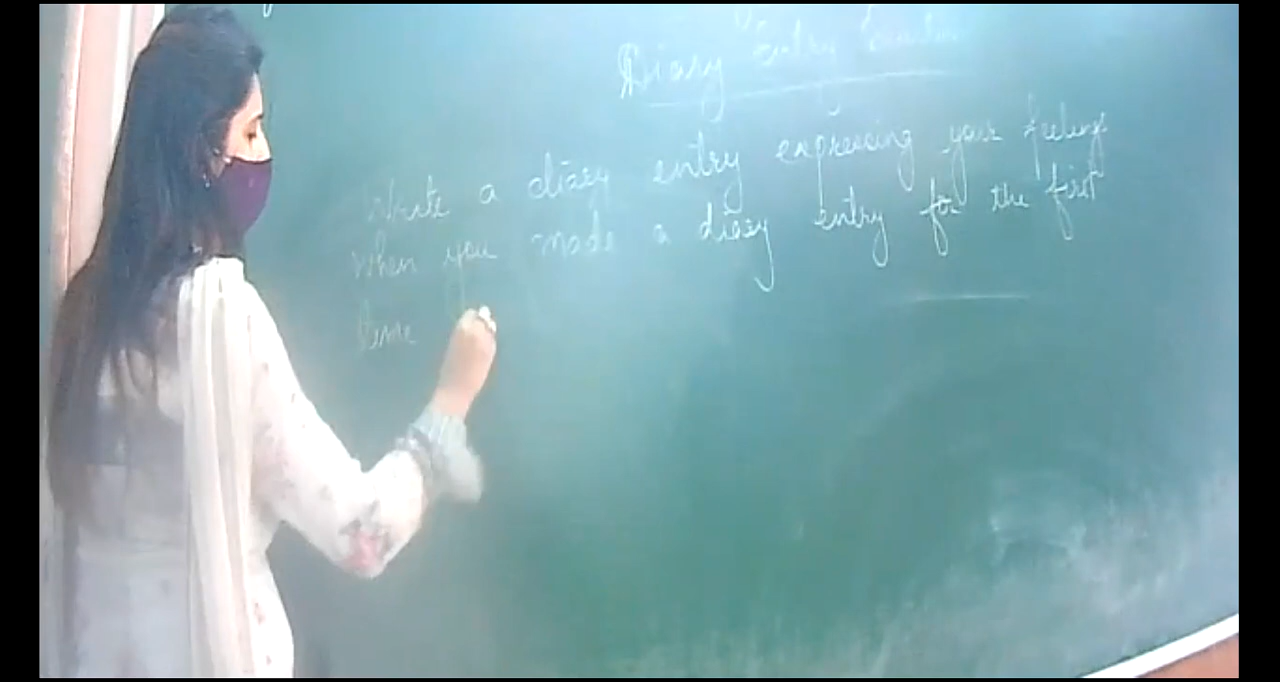 Diary Entry
Write a diary entry expressing your feelings
when you made a diary entry for the first
time